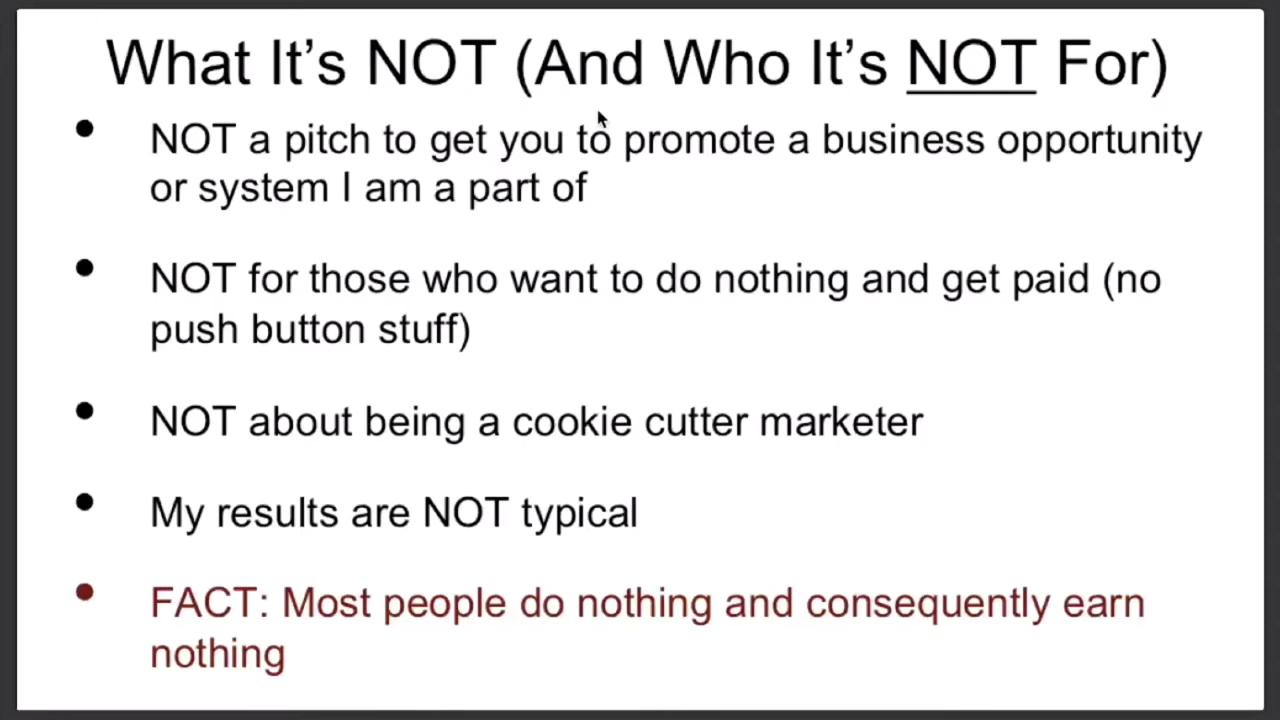 What It’s NOT (And Who It’s NOT For)
• NOT a pitch to get you to promote a business opportunity
or system I am a part of
• NOT for those who want to do nothing and get paid (no
push button stuff)
• NOT about being a cookie cutter marketer
• My results are NOT typical
• FACT: Most people do nothing and consequently earn
nothing